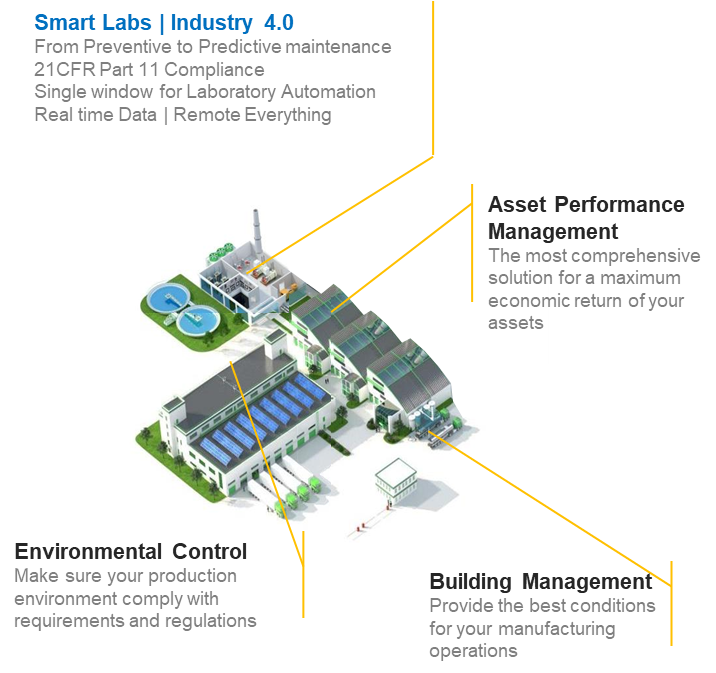 Smart Labs | Industry 4.0
From Preventive to Predictive maintenance
21CFR Part 11 Compliance
Single window for Laboratory Automation
Real time Data | Remote Everything
Asset Performance
Management
The most comprehensive
solution for a maximum
economic return of your
assets
Environmental Control
Make sure your production
environment comply with
requirements and regulations
Building Management
Provide the best conditions
for your manufacturing
operations